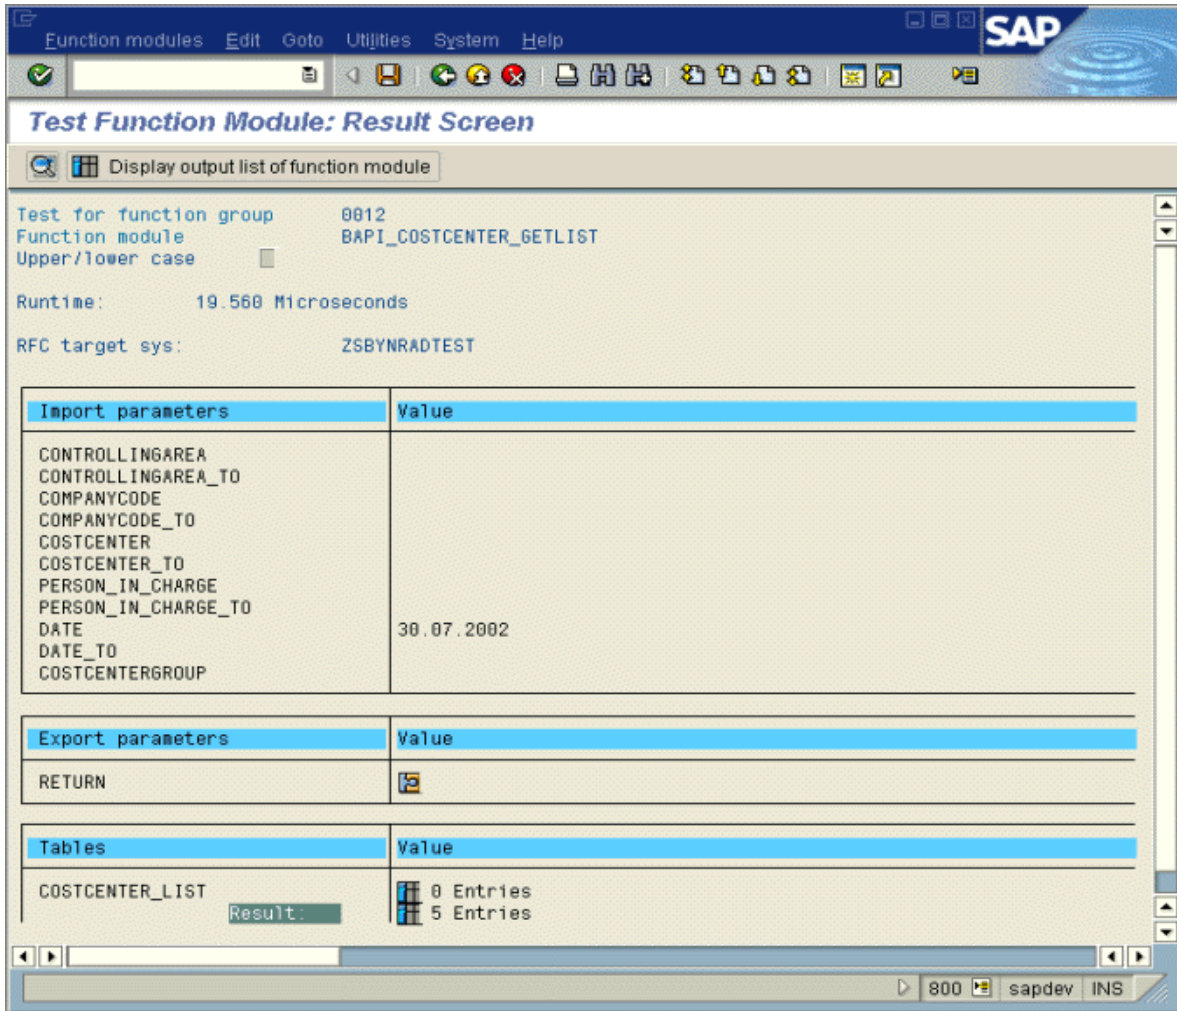 Function modules Edit Goto Utilities System Help
SAP
Test Function Module: Result Screen
Display output list of function module
Test for function group 0012
Function module BAPI_COSTCENTER_GETLIST
Upper/lower case
Runtime: 19.560 Microseconds
RFC target sys: ZSBYNRADTEST
Import parameters Value
CONTROLLINGAREA
CONTROLLINGAREA_TO
COMPANYCODE
COMPANYCODE_TO
COSTCENTER
COSTCENTER_TO
PERSON_IN_CHARGE
PERSON_IN_CHARGE_TO
DATE 30.07.2002
DATE_TO
COSTCENTERGROUP
Export parameters Value
RETURN
Tables Value
COSTCENTER_LIST 0 Entries
Result: 5 Entries
800 sapdev INS